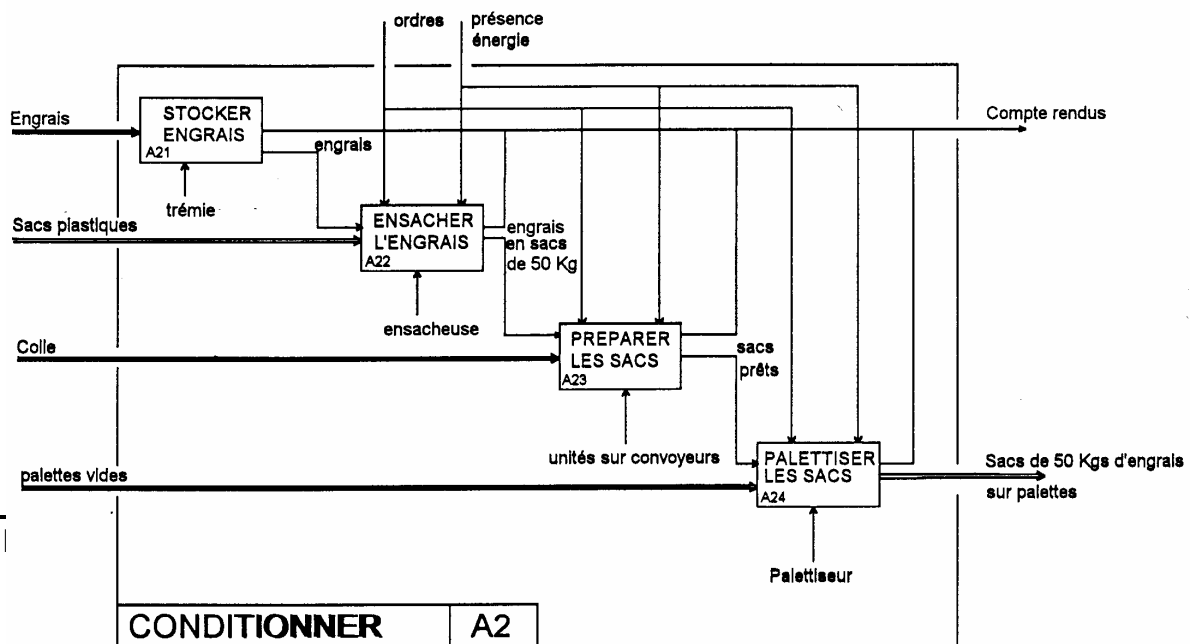 ordres
présence
énergie
Engrais
STOCKER
ENGRAIS
A21
engrais
Compte rendus
trémie
Sacs plastiques
ENSACHER
L'ENGRAIS
A22
engrais
en sacs
de 50 Kg
ensacheuse
Colle
PREPARER
LES SACS
A23
sacs
prêts
unités sur convoyeurs
palettes vides
PALETTISER
LES SACS
A24
Sacs de 50 Kgs d'engrais
sur palettes
Palettiseur
CONDITIONNER
A2